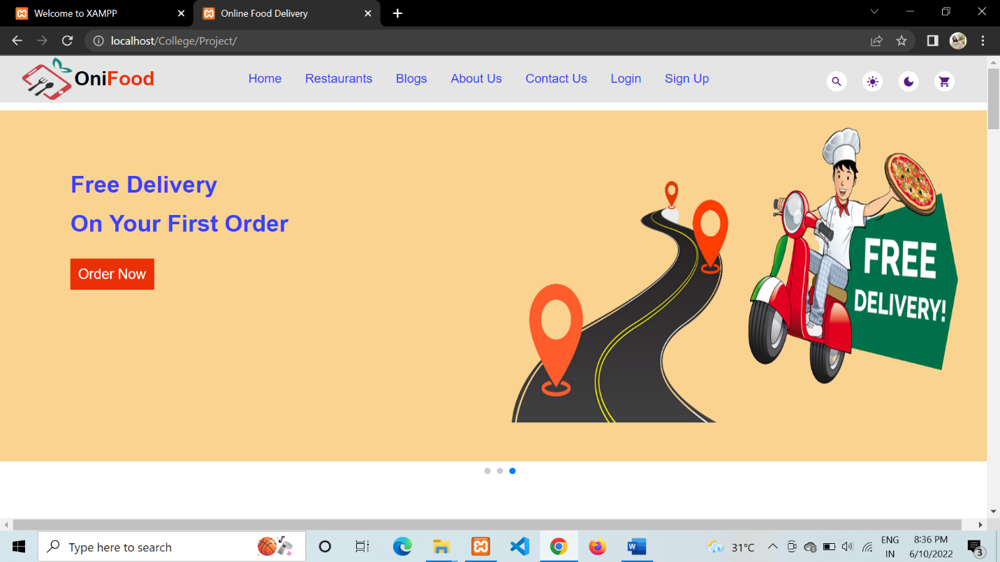 Welcome to XAMPP
Online Food Delivery
localhost/College/Project/
OniFood
Home Restaurants Blogs About Us Contact Us Login Sign Up
Free Delivery
On Your First Order
Order Now
FREE
DELIVERY!
Type here to search
31°C
ENG
IN
8:36 PM
6/10/2022
3